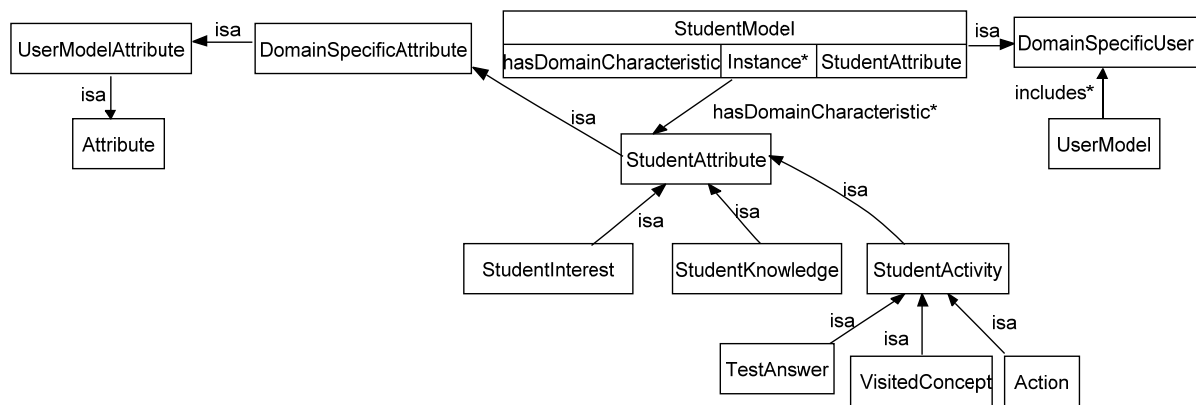 isa
StudentModel
isa
UserModelAttribute
DomainSpecificAttribute
DomainSpecificUser
hasDomainCharacteristic Instance* StudentAttribute
isa
includes*
hasDomainCharacteristic*
isa
Attribute
UserModel
StudentAttribute
isa
isa
isa
StudentInterest
StudentKnowledge
StudentActivity
isa
isa
isa
TestAnswer
VisitedConcept
Action